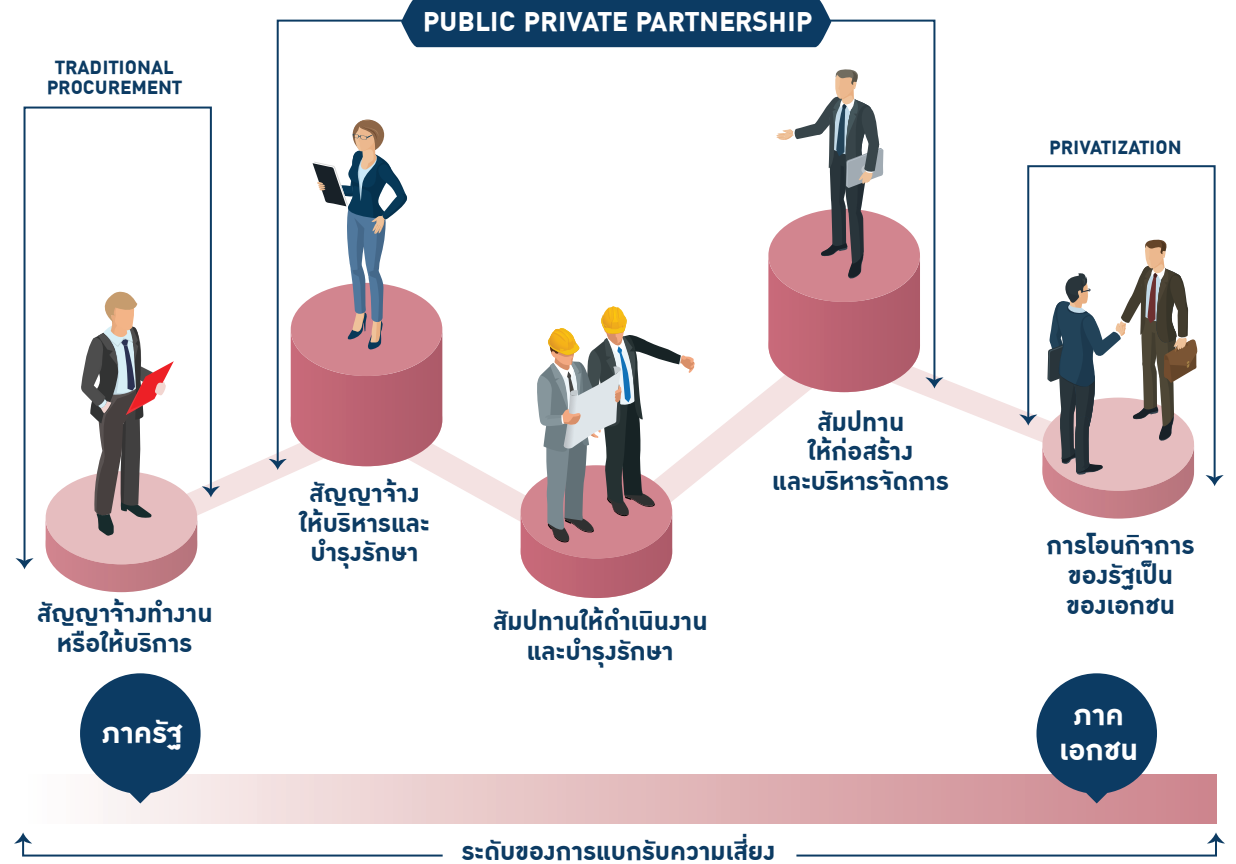 PUBLIC PRIVATE PARTNERSHIP
TRADITIONAL
PROCUREMENT
PRIVATIZATION
สัญญาจ้างทำงาน
หรือให้บริการ
สัญญาจ้าง
ให้บริหารและ
บำรุงรักษา
สัมปทานให้ดำเนินงาน
และบำรุงรักษา
สัมปทาน
ให้ก่อสร้าง
และบริหารจัดการ
การโอนกิจการ
ของรัฐเป็น
ของเอกชน
ภาครัฐ
ภาค
เอกชน
ระดับของการแบกรับความเสี่ยง